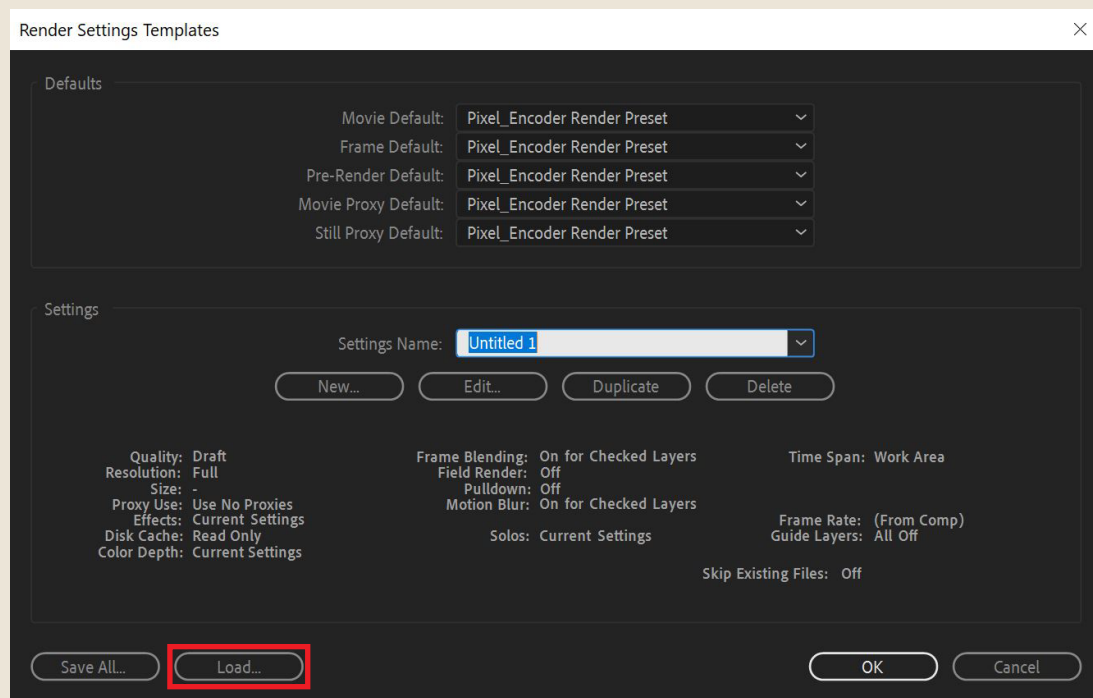 Render Settings Templates
Defaults
Movie Default: Pixel_Encoder Render Preset
Frame Default: Pixel_Encoder Render Preset
Pre-Render Default: Pixel_Encoder Render Preset
Movie Proxy Default: Pixel_Encoder Render Preset
Still Proxy Default: Pixel_Encoder Render Preset
Settings
Settings Name: Untitled 1
New... Edit... Duplicate Delete
Quality: Draft Frame Blending: On for Checked Layers Time Span: Work Area
Resolution: Full Field Render: Off
Size: - Pulldown: Off
Proxy Use: Use No Proxies Motion Blur: On for Checked Layers
Effects: Current Settings Frame Rate: (From Comp)
Disk Cache: Read Only Solos: Current Settings Guide Layers: All Off
Color Depth: Current Settings
Skip Existing Files: Off
Save All... Load... OK Cancel